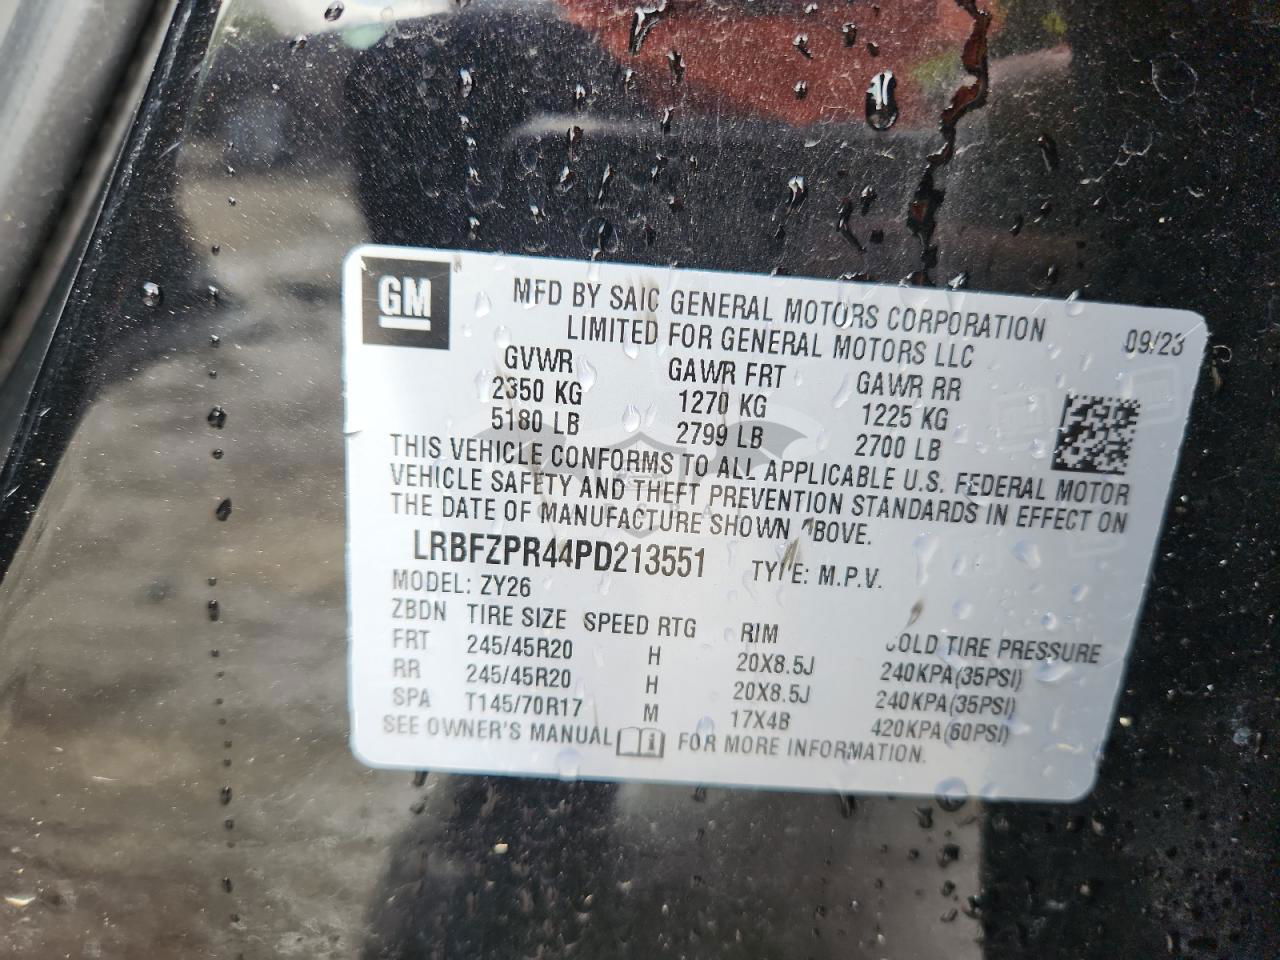 GM
MFD BY SAIC GENERAL MOTORS CORPORATION
LIMITED FOR GENERAL MOTORS LLC
09/23
GVWR GAWR FRT GAWR RR
2350 KG 1270 KG 1225 KG
5180 LB 2799 LB 2700 LB
THIS VEHICLE CONFORMS TO ALL APPLICABLE U.S. FEDERAL MOTOR
VEHICLE SAFETY AND THEFT PREVENTION STANDARDS IN EFFECT ON
THE DATE OF MANUFACTURE SHOWN ABOVE.
LRBFZPR44PD213551 TYPE: M.P.V.
MODEL: ZY26
ZBDN TIRE SIZE SPEED RTG RIM COLD TIRE PRESSURE
FRT 245/45R20 H 20X8.5J 240KPA(35PSI)
RR 245/45R20 H 20X8.5J 240KPA(35PSI)
SPA T145/70R17 M 17X4B 420KPA(60PSI)
SEE OWNER'S MANUAL FOR MORE INFORMATION.